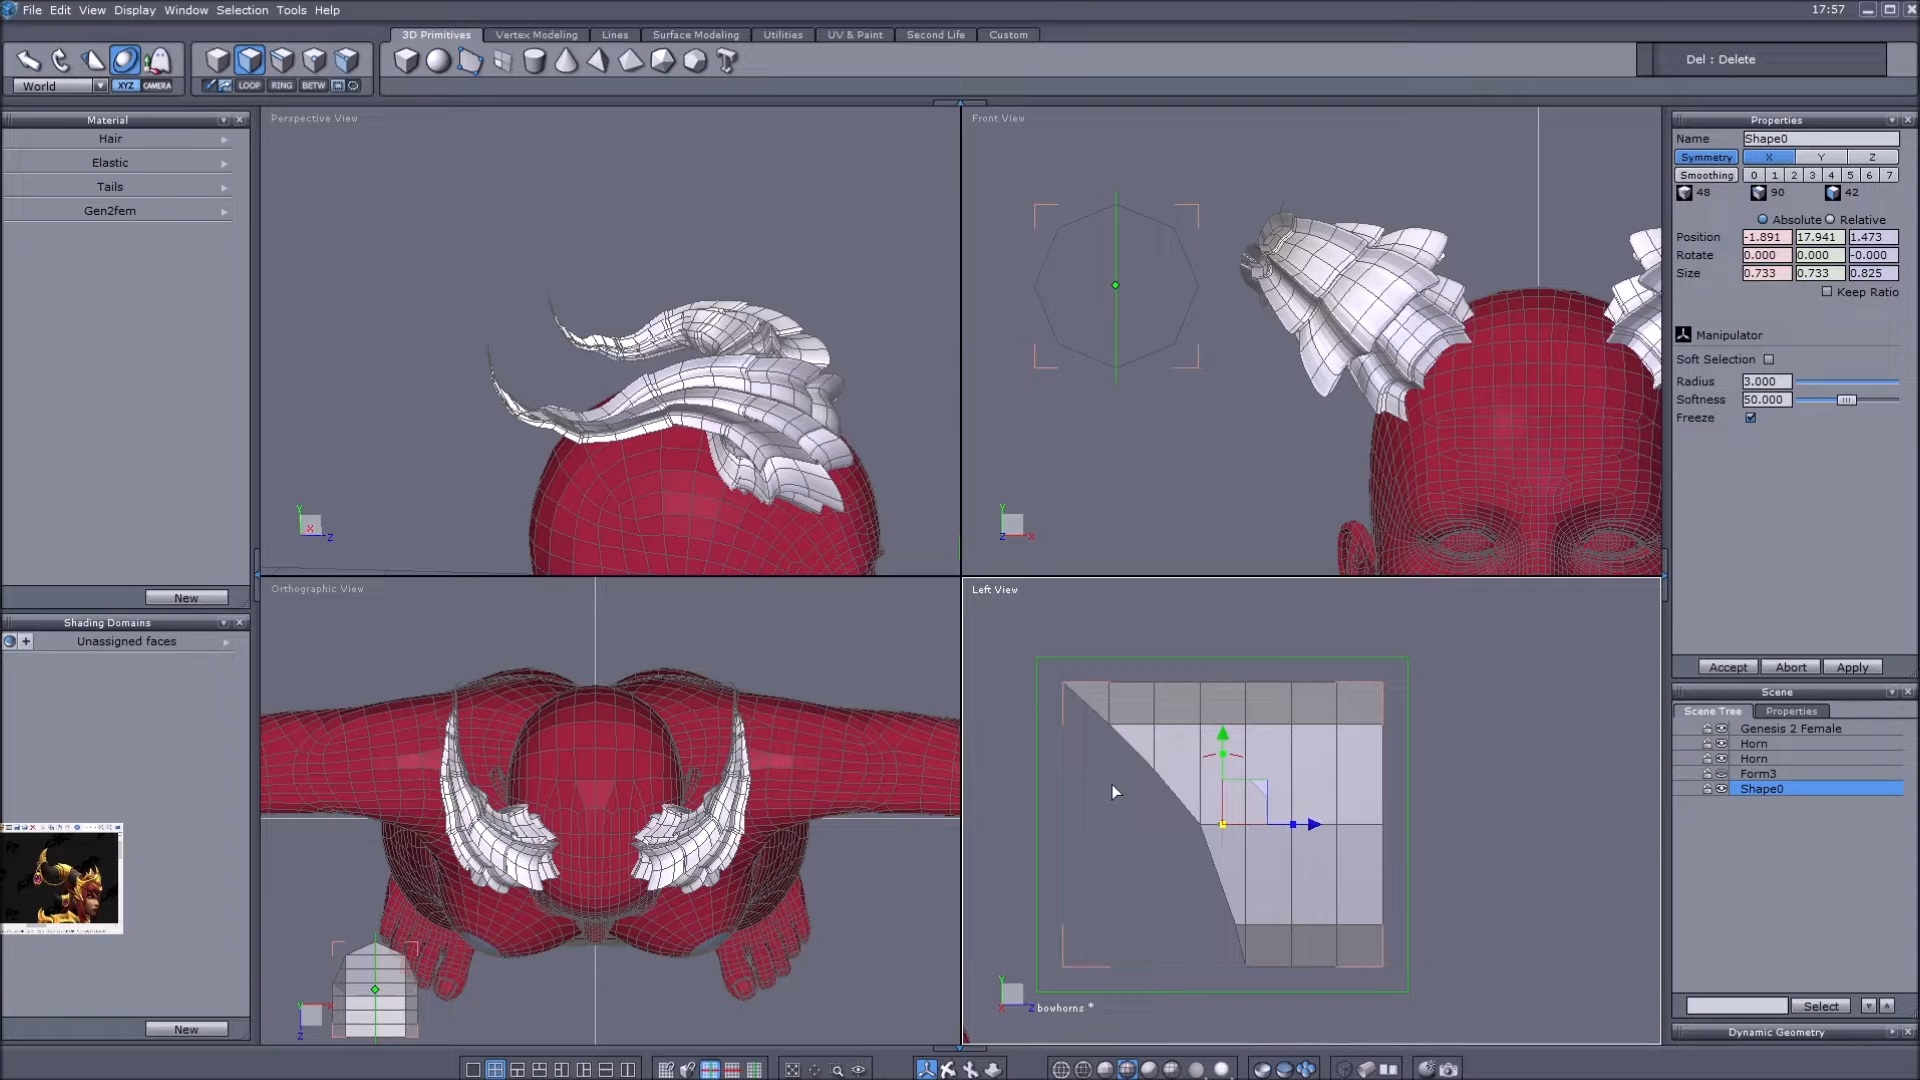 File Edit View Display Window Selection Tools Help
17:57
3D Primitives Vertex Modeling Lines Surface Modeling Utilities UV & Paint Second Life Custom
Del : Delete
World XYZ CAMERA LOOP RING BETW
Material
Hair
Elastic
Tails
Gen2fem
New
Shading Domains
Unassigned faces
New
Perspective View
Y
X
Z
Front View
Y
Z X
Orthographic View
Y X
Z
Left View
Y
X Z bowhorns *
Properties
Name Shape0
Symmetry X Y Z
Smoothing 0 1 2 3 4 5 6 7
48 90 42
Absolute Relative
Position -1.891 17.941 1.473
Rotate 0.000 0.000 -0.000
Size 0.733 0.733 0.825
Keep Ratio
Manipulator
Soft Selection
Radius 3.000
Softness 50.000
Freeze
Accept Abort Apply
Scene
Scene Tree Properties
Genesis 2 Female
Horn
Horn
Form3
Shape0
Select
Dynamic Geometry